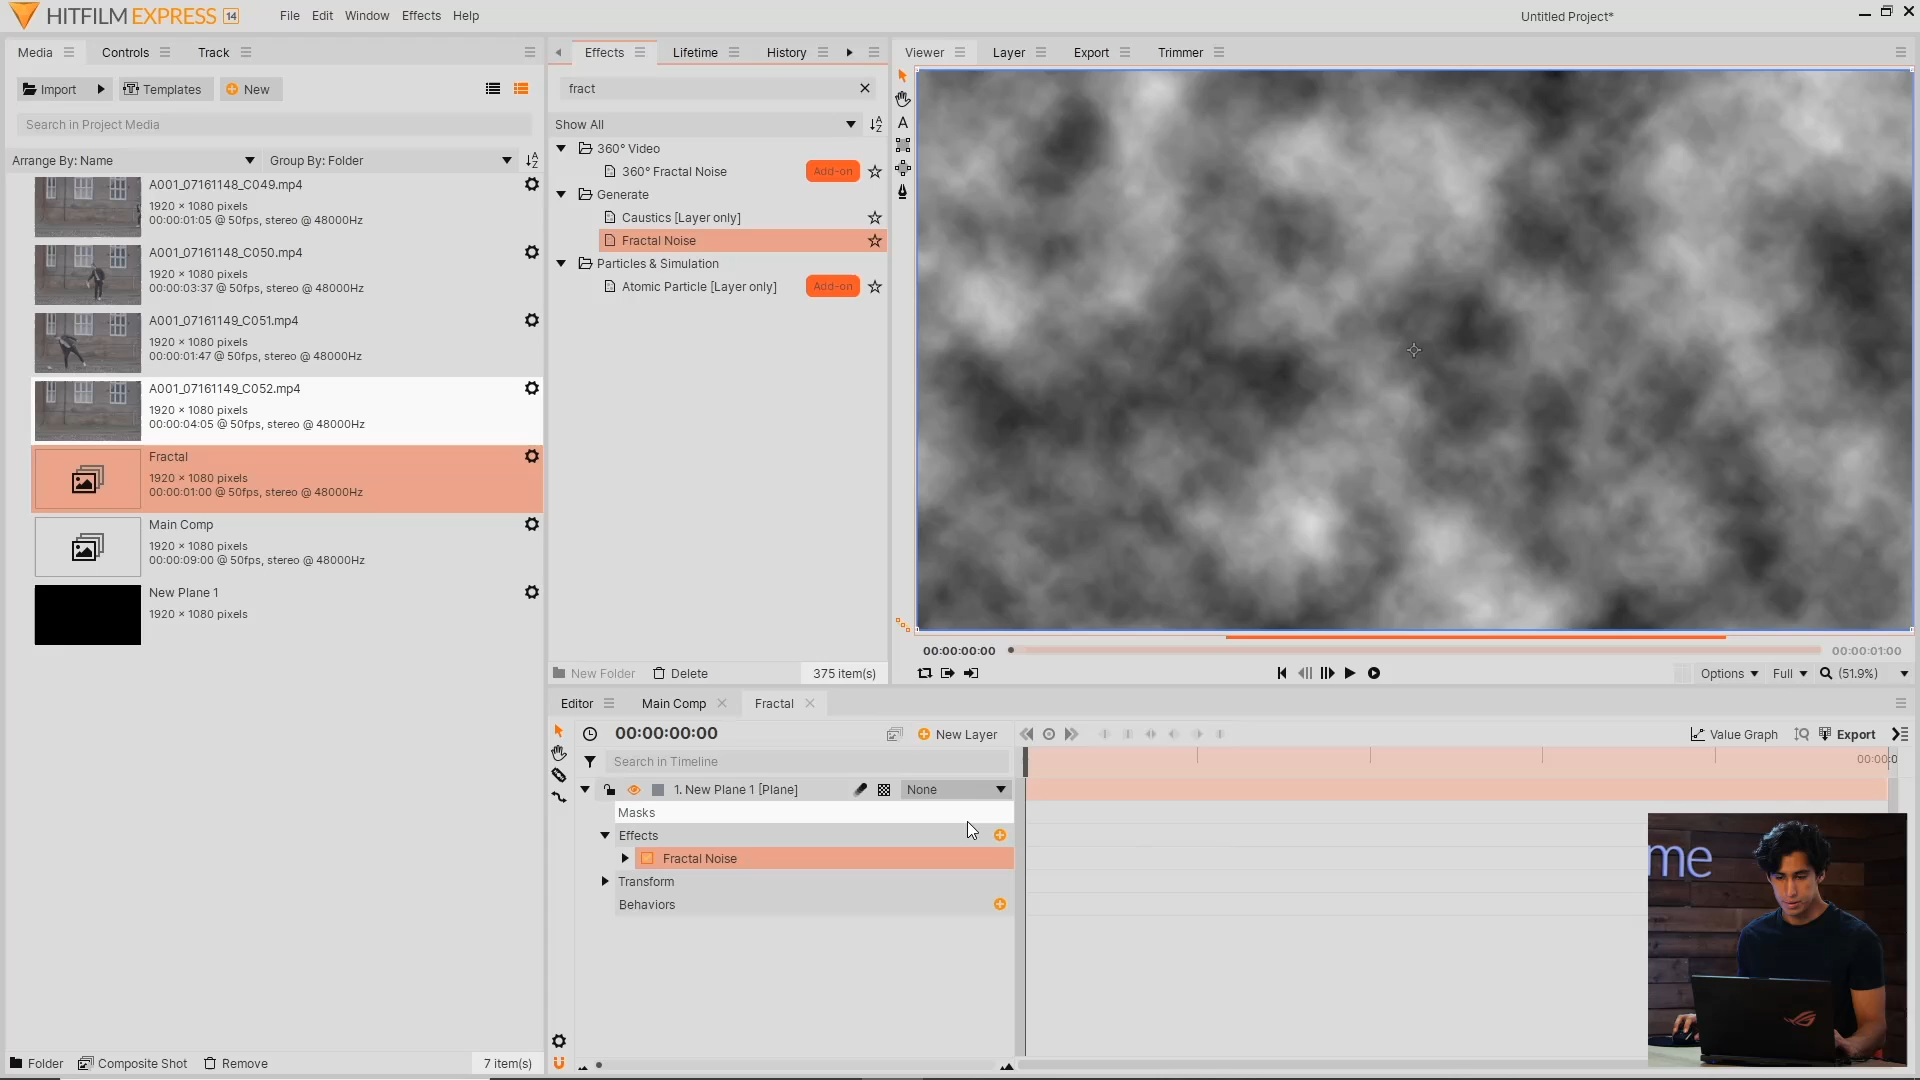 HITFILM EXPRESS 14
File Edit Window Effects Help
Untitled Project*
Media Controls Track
Effects Lifetime History
Viewer Layer Export Trimmer
Import Templates New
Search in Project Media
Arrange By: Name Group By: Folder
A001_07161148_C049.mp4
1920 × 1080 pixels
00:00:01:05 @ 50fps, stereo @ 48000Hz
A001_07161148_C050.mp4
1920 × 1080 pixels
00:00:03:37 @ 50fps, stereo @ 48000Hz
A001_07161149_C051.mp4
1920 × 1080 pixels
00:00:01:47 @ 50fps, stereo @ 48000Hz
A001_07161149_C052.mp4
1920 × 1080 pixels
00:00:04:05 @ 50fps, stereo @ 48000Hz
Fractal
1920 × 1080 pixels
00:00:01:00 @ 50fps, stereo @ 48000Hz
Main Comp
1920 × 1080 pixels
00:00:09:00 @ 50fps, stereo @ 48000Hz
New Plane 1
1920 × 1080 pixels
Folder Composite Shot Remove 7 item(s)
fract
Show All
360° Video
360° Fractal Noise Add-on
Generate
Caustics [Layer only]
Fractal Noise
Particles & Simulation
Atomic Particle [Layer only] Add-on
New Folder Delete 375 item(s)
A
00:00:00:00 00:00:01:00
Options Full (51.9%)
Editor Main Comp Fractal
00:00:00:00 New Layer Value Graph Export
Search in Timeline 00:00:0
1. New Plane 1 [Plane] None
Masks
Effects
Fractal Noise
Transform
Behaviors
me